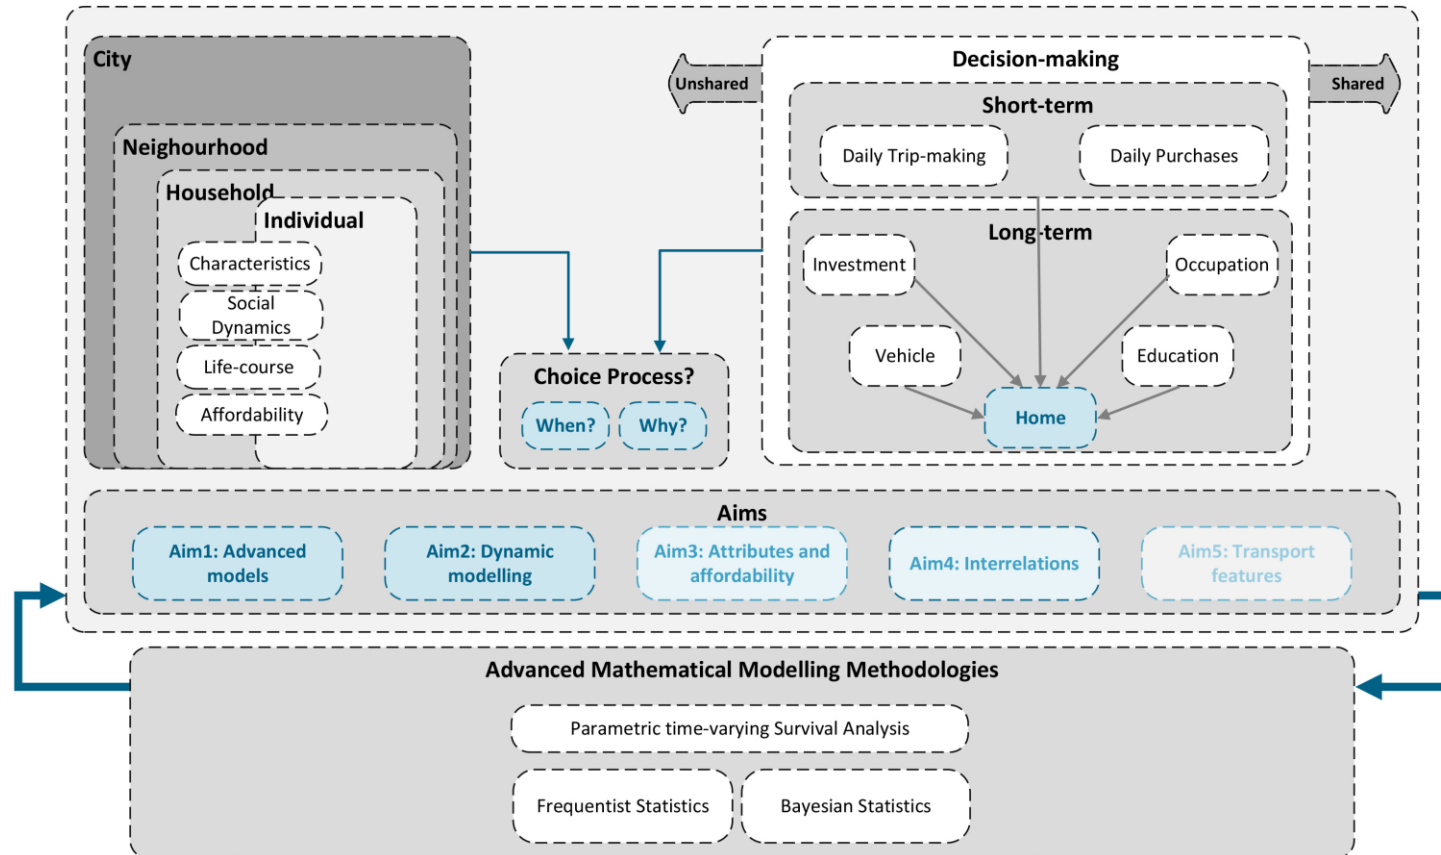 City
Neighourhood
Household
Individual
Characteristics
Social
Dynamics
Life-course
Affordability
Unshared
Decision-making
Shared
Short-term
Daily Trip-making
Daily Purchases
Long-term
Investment
Occupation
Vehicle
Education
Home
Choice Process?
When?
Why?
Aims
Aim1: Advanced
models
Aim2: Dynamic
modelling
Aim3: Attributes and
affordability
Aim4: Interrelations
Aim5: Transport
features
Advanced Mathematical Modelling Methodologies
Parametric time-varying Survival Analysis
Frequentist Statistics
Bayesian Statistics